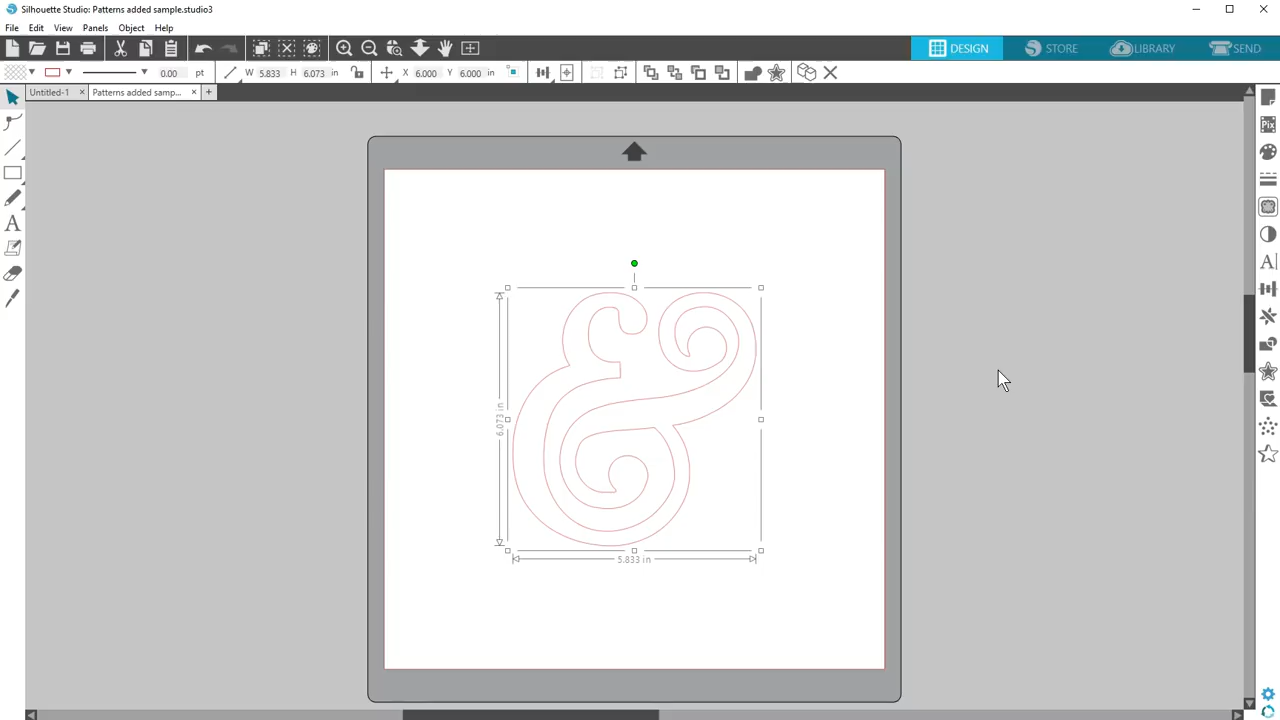 Silhouette Studio: Patterns added sample.studio3
File Edit View Panels Object Help
DESIGN STORE LIBRARY SEND
0.00 pt W 5.833 H 6.073 in X 6.000 Y 6.000 in
Untitled-1 Patterns added samp...
Pix
A A
&
6.073 in
5.833 in